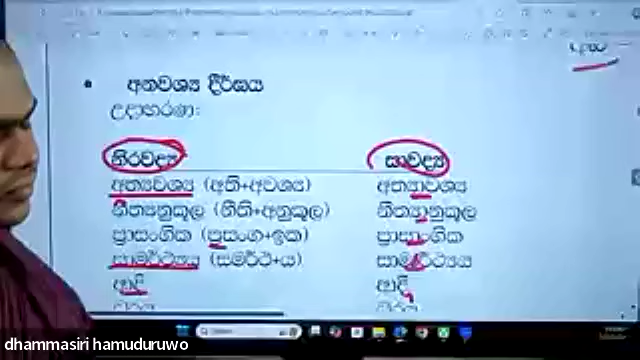 අනවශ්‍ය දීර්ඝය
උදාහරණ:
නිරවද්‍ය සාවද්‍ය
අත්‍යවශ්‍ය (අති+අවශ්‍ය) අත්‍යාවශ්‍ය
නීත්‍යනුකූල (නීති+අනුකූල) නීත්‍යානුකූල
ප්‍රාසංගික (ප්‍රසංග+ඉක) ප්‍රාසාංගික
සාමර්ථ්‍යය (සමර්ථ+ය) සාමාර්ථ්‍යය
ආදි ආදී
dhammasiri hamuduruwo